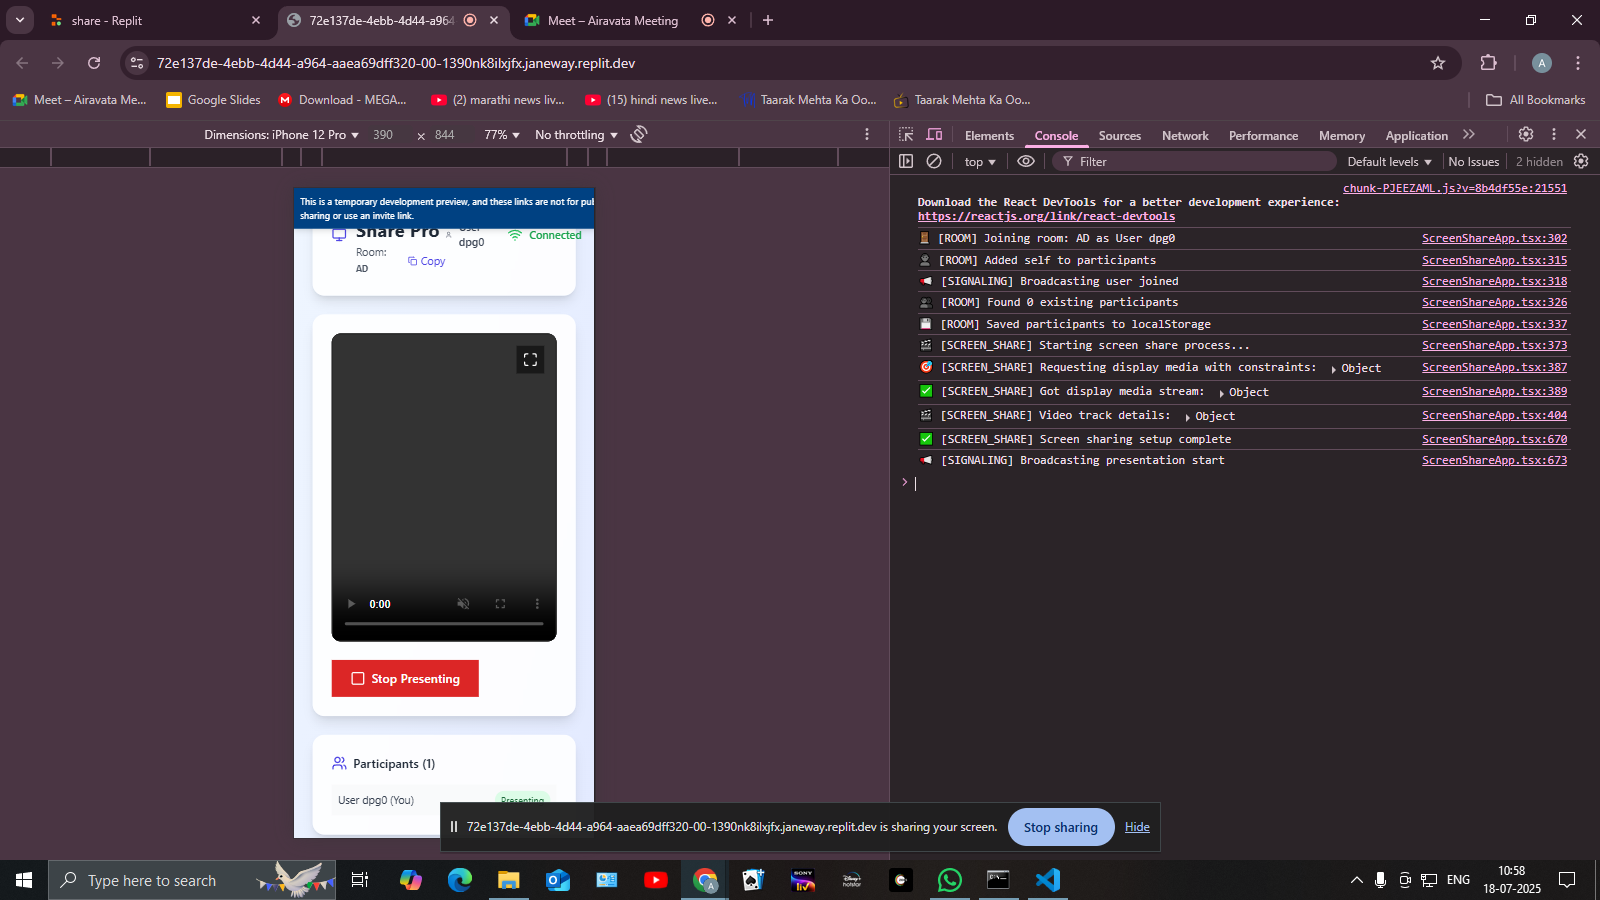 share - Replit
72e137de-4ebb-4d44-a964
Meet – Airavata Meeting
72e137de-4ebb-4d44-a964-aaea69dff320-00-1390nk8ilxjfx.janeway.replit.dev
A
Meet – Airavata Me...
Google Slides
Download - MEGA...
(2) marathi news liv...
(15) hindi news live...
Taarak Mehta Ka Oo...
Taarak Mehta Ka Oo...
All Bookmarks
Dimensions: iPhone 12 Pro
390 × 844
77%
No throttling
Elements
Console
Sources
Network
Performance
Memory
Application
top
Filter
Default levels
No Issues
2 hidden
This is a temporary development preview, and these links are not for pub
sharing or use an invite link.
Share Pro
User
dpg0
Connected
Room:
AD
Copy
0:00
Stop Presenting
Participants (1)
User dpg0 (You)
Presenting
chunk-PJEEZAML.js?v=8b4df55e:21551
Download the React DevTools for a better development experience:
https://reactjs.org/link/react-devtools
[ROOM] Joining room: AD as User dpg0 ScreenShareApp.tsx:302
[ROOM] Added self to participants ScreenShareApp.tsx:315
[SIGNALING] Broadcasting user joined ScreenShareApp.tsx:318
[ROOM] Found 0 existing participants ScreenShareApp.tsx:326
[ROOM] Saved participants to localStorage ScreenShareApp.tsx:337
[SCREEN_SHARE] Starting screen share process... ScreenShareApp.tsx:373
[SCREEN_SHARE] Requesting display media with constraints: Object ScreenShareApp.tsx:387
[SCREEN_SHARE] Got display media stream: Object ScreenShareApp.tsx:389
[SCREEN_SHARE] Video track details: Object ScreenShareApp.tsx:404
[SCREEN_SHARE] Screen sharing setup complete ScreenShareApp.tsx:670
[SIGNALING] Broadcasting presentation start ScreenShareApp.tsx:673
72e137de-4ebb-4d44-a964-aaea69dff320-00-1390nk8ilxjfx.janeway.replit.dev is sharing your screen.
Stop sharing
Hide
Type here to search
SONY
liv
hotstar
ENG
10:58
18-07-2025